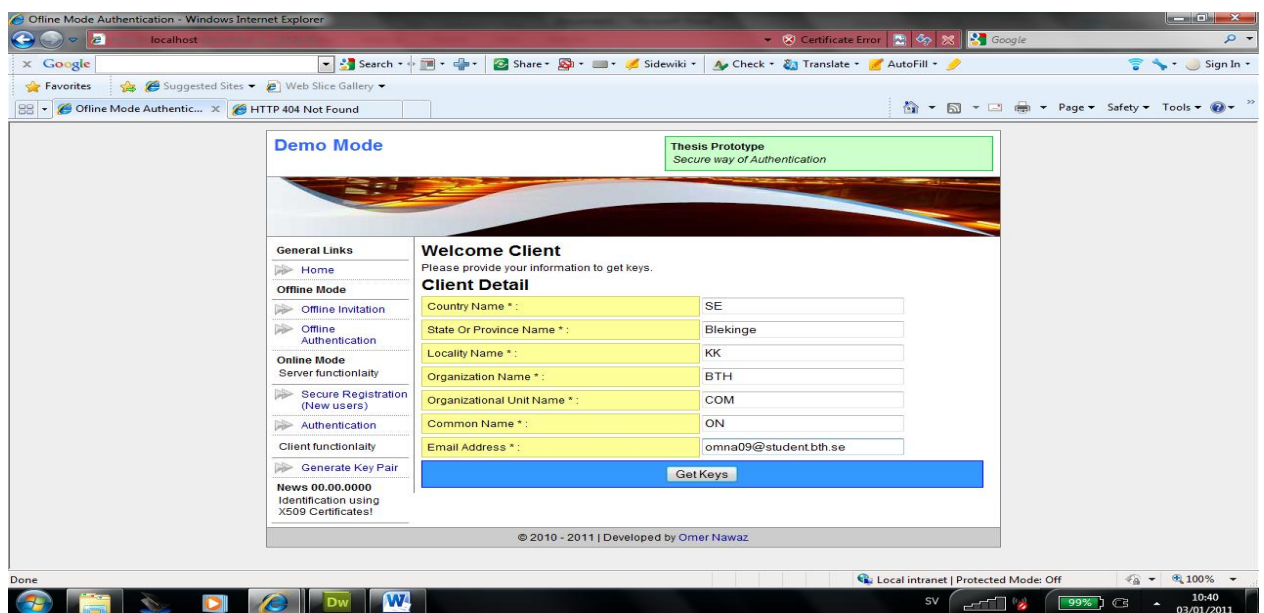 Ofline Mode Authentication - Windows Internet Explorer
localhost
Certificate Error
Google
x Google
Search
Share
Sidewiki
Check
Translate
AutoFill
Sign In
Favorites
Suggested Sites
Web Slice Gallery
Ofline Mode Authentic... X
HTTP 404 Not Found
Page
Safety
Tools
Demo Mode
Thesis Prototype
Secure way of Authentication
General Links
Home
Offline Mode
Offline Invitation
Offline
Authentication
Online Mode
Server functionlaity
Secure Registration
(New users)
Authentication
Client functionlaity
Generate Key Pair
News 00.00.0000
Identification using
X509 Certificates!
Welcome Client
Please provide your information to get keys.
Client Detail
Country Name * : SE
State Or Province Name * : Blekinge
Locality Name * : KK
Organization Name * : BTH
Organizational Unit Name * : COM
Common Name * : ON
Email Address * : omna09@student.bth.se
Get Keys
© 2010 - 2011 | Developed by Omer Nawaz
Done
Local intranet | Protected Mode: Off
100%
Dw
W
SV
99%
10:40
03/01/2011